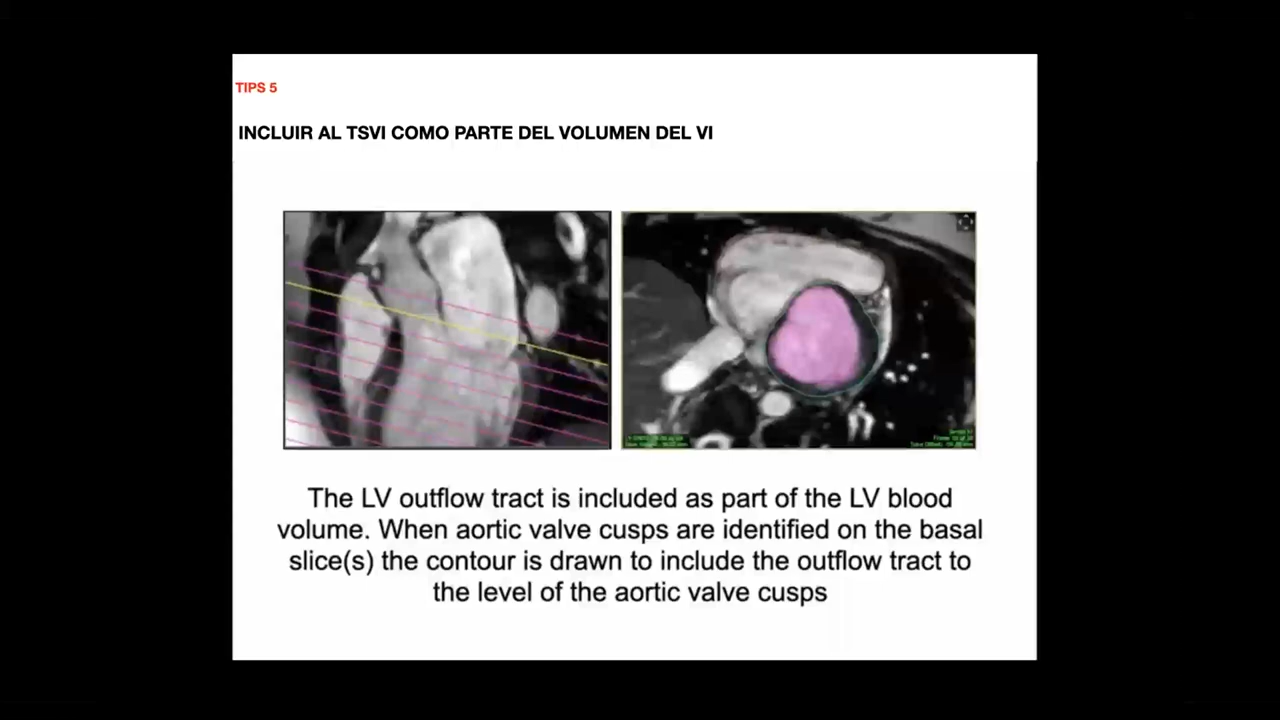 TIPS 5
INCLUIR AL TSVI COMO PARTE DEL VOLUMEN DEL VI
The LV outflow tract is included as part of the LV blood
volume. When aortic valve cusps are identified on the basal
slice(s) the contour is drawn to include the outflow tract to
the level of the aortic valve cusps